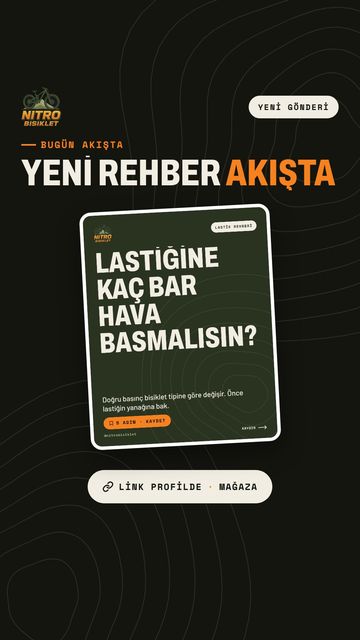 NITRO
BISIKLET
YENİ GÖNDERİ
BUGÜN AKIŞTA
YENİ REHBER AKIŞTA
NITRO
BISIKLET
LASTİK REHBERİ
LASTİĞİNE
KAÇ BAR
HAVA
BASMALISIN?
Doğru basınç bisiklet tipine göre değişir. Önce
lastiğin yanağına bak.
5 ADIM · KAYDET
@nitrobisiklet
KAYDIR
LİNK PROFİLDE · MAĞAZA